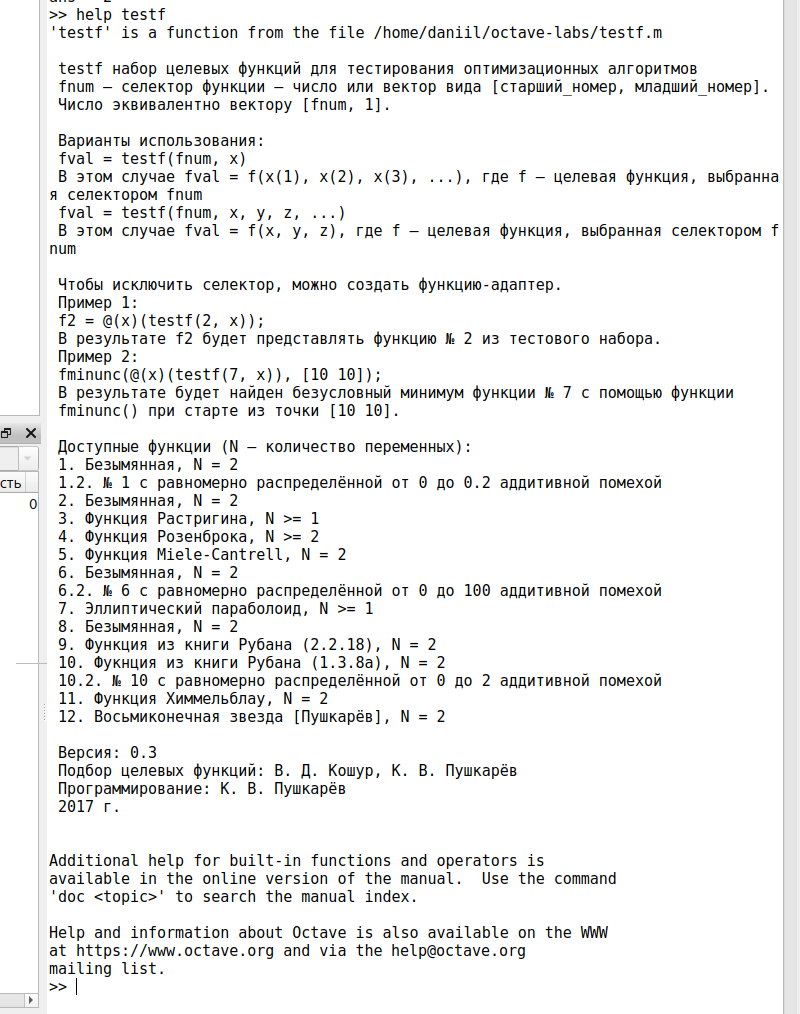 >> help testf
'testf' is a function from the file /home/daniil/octave-labs/testf.m
testf набор целевых функций для тестирования оптимизационных алгоритмов
fnum — селектор функции — число или вектор вида [старший_номер, младший_номер].
Число эквивалентно вектору [fnum, 1].
Варианты использования:
fval = testf(fnum, x)
В этом случае fval = f(x(1), x(2), x(3), ...), где f — целевая функция, выбранна
я селектором fnum
fval = testf(fnum, x, y, z, ...)
В этом случае fval = f(x, y, z), где f — целевая функция, выбранная селектором f
num
Чтобы исключить селектор, можно создать функцию-адаптер.
Пример 1:
f2 = @(x)(testf(2, x));
В результате f2 будет представлять функцию № 2 из тестового набора.
Пример 2:
fminunc(@(x)(testf(7, x)), [10 10]);
В результате будет найден безусловный минимум функции № 7 с помощью функции
fminunc() при старте из точки [10 10].
Доступные функции (N — количество переменных):
1. Безымянная, N = 2
1.2. № 1 с равномерно распределённой от 0 до 0.2 аддитивной помехой
2. Безымянная, N = 2
3. Функция Растригина, N >= 1
4. Функция Розенброка, N >= 2
5. Функция Miele-Cantrell, N = 2
6. Безымянная, N = 2
6.2. № 6 с равномерно распределённой от 0 до 100 аддитивной помехой
7. Эллиптический параболоид, N >= 1
8. Безымянная, N = 2
9. Функция из книги Рубана (2.2.18), N = 2
10. Фукнция из книги Рубана (1.3.8а), N = 2
10.2. № 10 с равномерно распределённой от 0 до 2 аддитивной помехой
11. Функция Химмельблау, N = 2
12. Восьмиконечная звезда [Пушкарёв], N = 2
Версия: 0.3
Подбор целевых функций: В. Д. Кошур, К. В. Пушкарёв
Программирование: К. В. Пушкарёв
2017 г.
Additional help for built-in functions and operators is
available in the online version of the manual.  Use the command
'doc <topic>' to search the manual index.
Help and information about Octave is also available on the WWW
at https://www.octave.org and via the help@octave.org
mailing list.
>>
сть
0